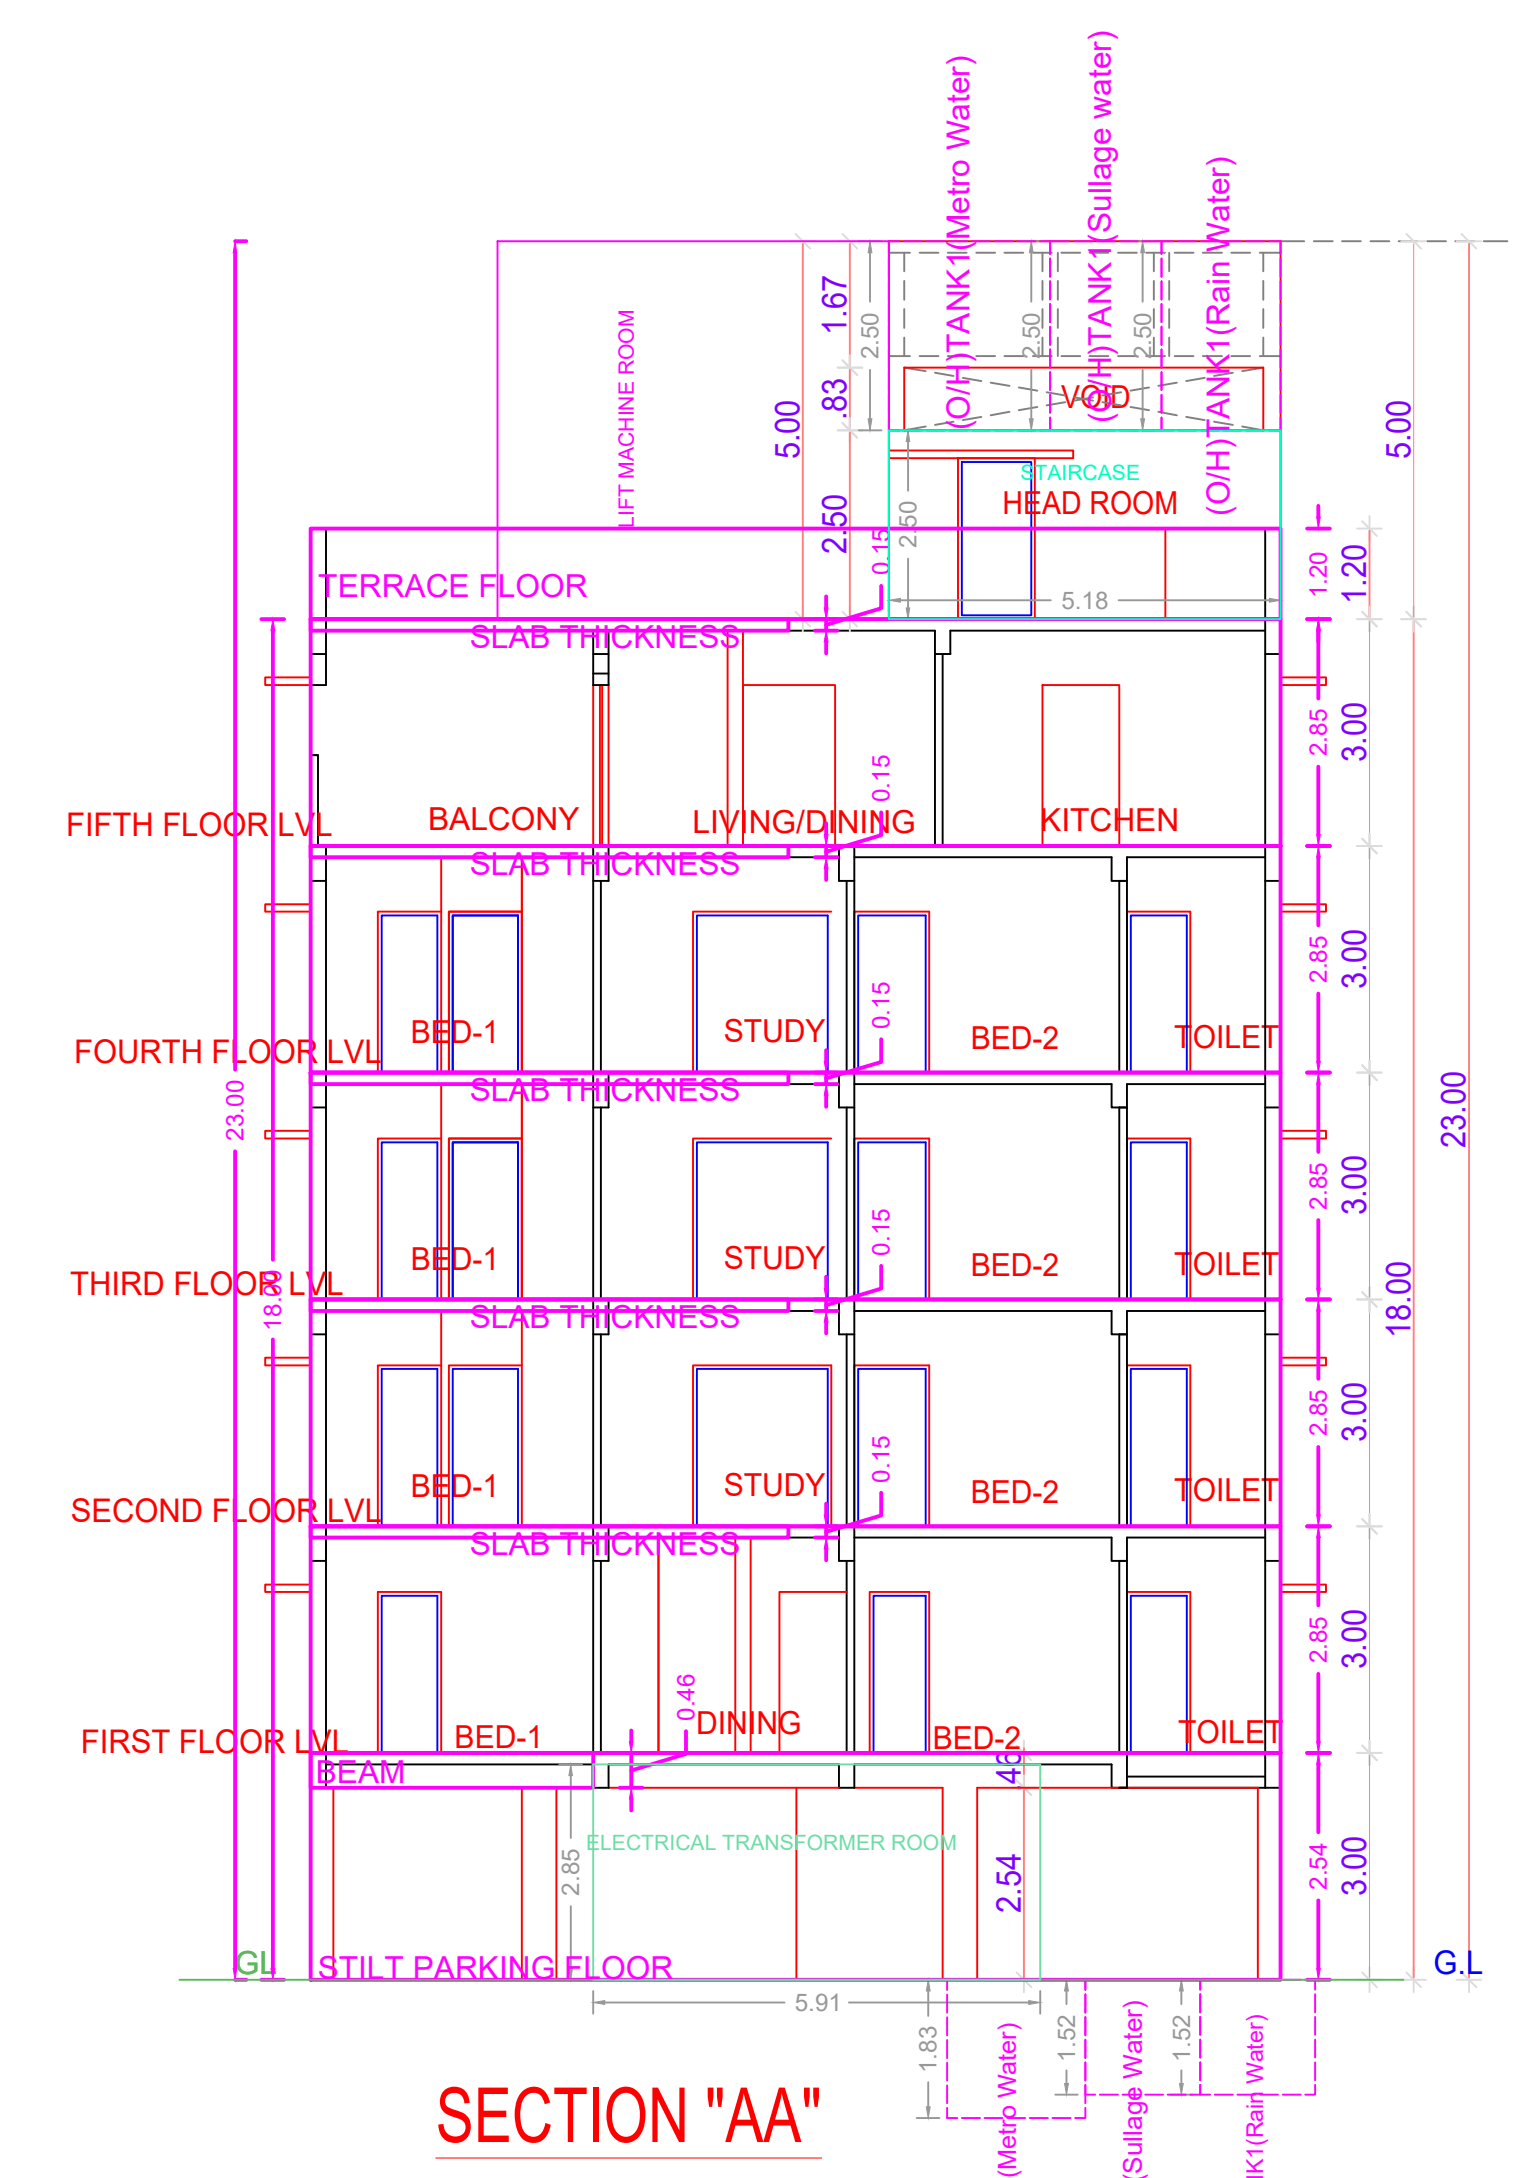 (O/H)TANK1(Metro Water)
(O/H)TANK1(Sullage water)
(O/H)TANK1(Rain Water)
LIFT MACHINE ROOM
5.00
1.67
.83
2.50
2.50
2.50
2.50
VOID
5.00
STAIRCASE
HEAD ROOM
2.50
0.15
5.18
1.20
1.20
TERRACE FLOOR
SLAB THICKNESS
2.85
3.00
0.15
FIFTH FLOOR LVL
BALCONY
LIVING/DINING
KITCHEN
SLAB THICKNESS
2.85
3.00
0.15
FOURTH FLOOR LVL
BED-1
STUDY
BED-2
TOILET
SLAB THICKNESS
23.00
23.00
2.85
3.00
0.15
THIRD FLOOR LVL
BED-1
STUDY
BED-2
TOILET
18.00
18.00
SLAB THICKNESS
2.85
3.00
0.15
SECOND FLOOR LVL
BED-1
STUDY
BED-2
TOILET
SLAB THICKNESS
2.85
3.00
0.46
FIRST FLOOR LVL
BED-1
DINING
BED-2
TOILET
BEAM
.46
ELECTRICAL TRANSFORMER ROOM
2.85
2.54
2.54
3.00
GL
STILT PARKING FLOOR
G.L
5.91
1.83
1.52
1.52
(Metro Water)
(Sullage Water)
NK1(Rain Water)
SECTION "AA"